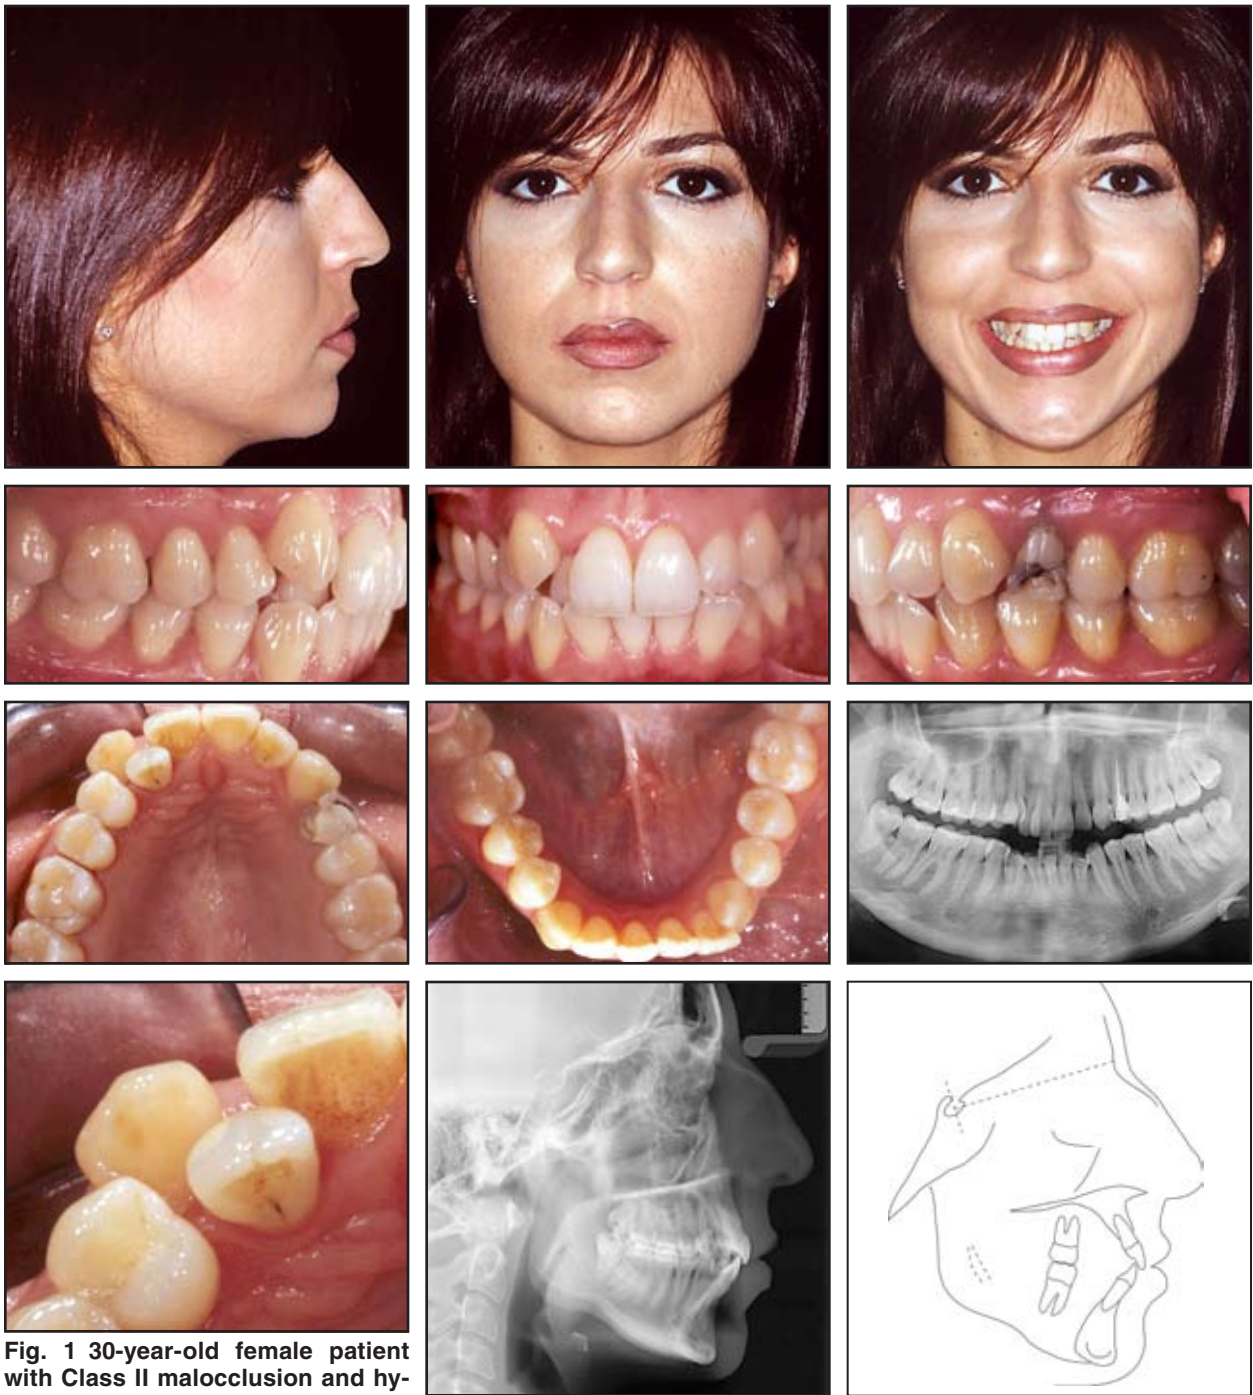 Fig. 1 30-year-old female patient
with Class II malocclusion and hy-